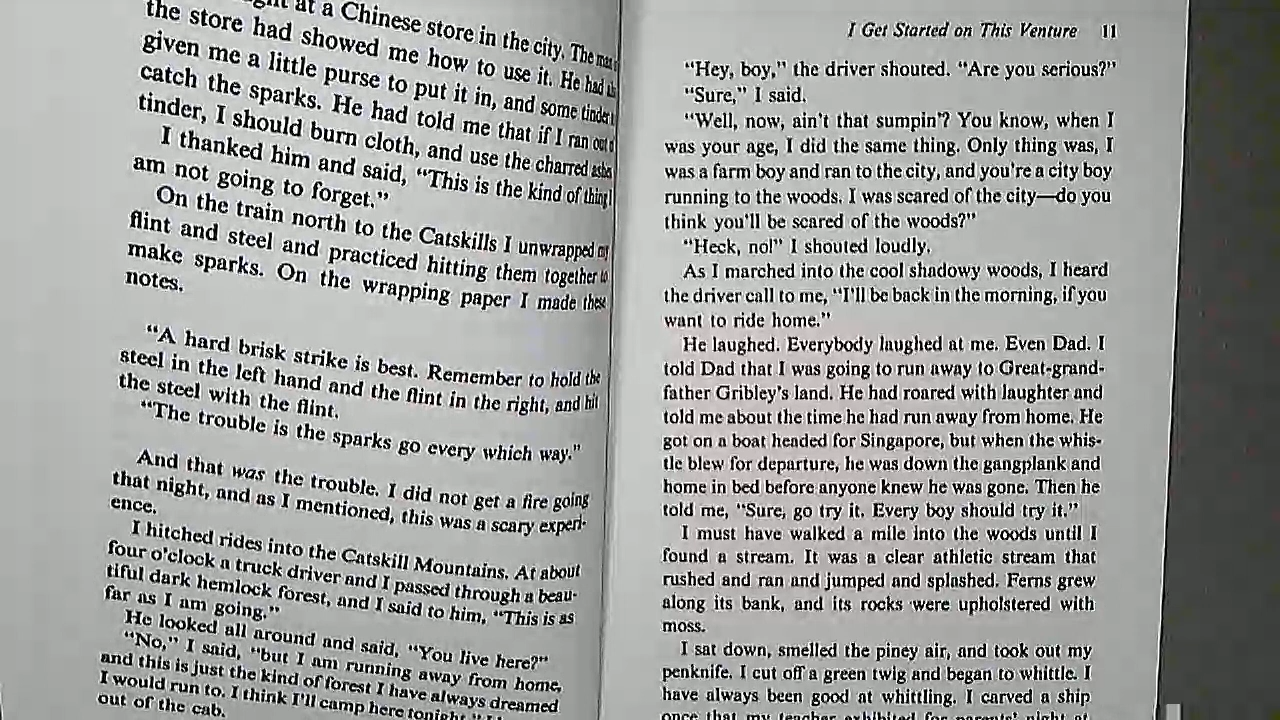 at a Chinese store in the city. The man
the store had showed me how to use it. He had
given me a little purse to put it in, and some tinder
catch the sparks. He had told me that if I ran out of
tinder, I should burn cloth, and use the charred ashes
I thanked him and said, “This is the kind of thing I
am not going to forget.”
On the train north to the Catskills I unwrapped my
flint and steel and practiced hitting them together to
make sparks. On the wrapping paper I made these
notes.
“A hard brisk strike is best. Remember to hold the
steel in the left hand and the flint in the right, and hit
the steel with the flint.
“The trouble is the sparks go every which way.”
And that was the trouble. I did not get a fire going
that night, and as I mentioned, this was a scary experi-
ence.
I hitched rides into the Catskill Mountains. At about
four o'clock a truck driver and I passed through a beau-
tiful dark hemlock forest, and I said to him, “This is as
far as I am going.”
He looked all around and said, “You live here?”
“No,” I said, “but I am running away from home,
and this is just the kind of forest I have always dreamed
I would run to. I think I'll camp here tonight.”
out of the cab.
I Get Started on This Venture 11
“Hey, boy,” the driver shouted. “Are you serious?”
“Sure,” I said.
“Well, now, ain't that sumpin'? You know, when I
was your age, I did the same thing. Only thing was, I
was a farm boy and ran to the city, and you're a city boy
running to the woods. I was scared of the city—do you
think you'll be scared of the woods?”
“Heck, no!” I shouted loudly.
As I marched into the cool shadowy woods, I heard
the driver call to me, “I'll be back in the morning, if you
want to ride home.”
He laughed. Everybody laughed at me. Even Dad. I
told Dad that I was going to run away to Great-grand-
father Gribley's land. He had roared with laughter and
told me about the time he had run away from home. He
got on a boat headed for Singapore, but when the whis-
tle blew for departure, he was down the gangplank and
home in bed before anyone knew he was gone. Then he
told me, “Sure, go try it. Every boy should try it.”
I must have walked a mile into the woods until I
found a stream. It was a clear athletic stream that
rushed and ran and jumped and splashed. Ferns grew
along its bank, and its rocks were upholstered with
moss.
I sat down, smelled the piney air, and took out my
penknife. I cut off a green twig and began to whittle. I
have always been good at whittling. I carved a ship
once that my teacher exhibited for parents' night at